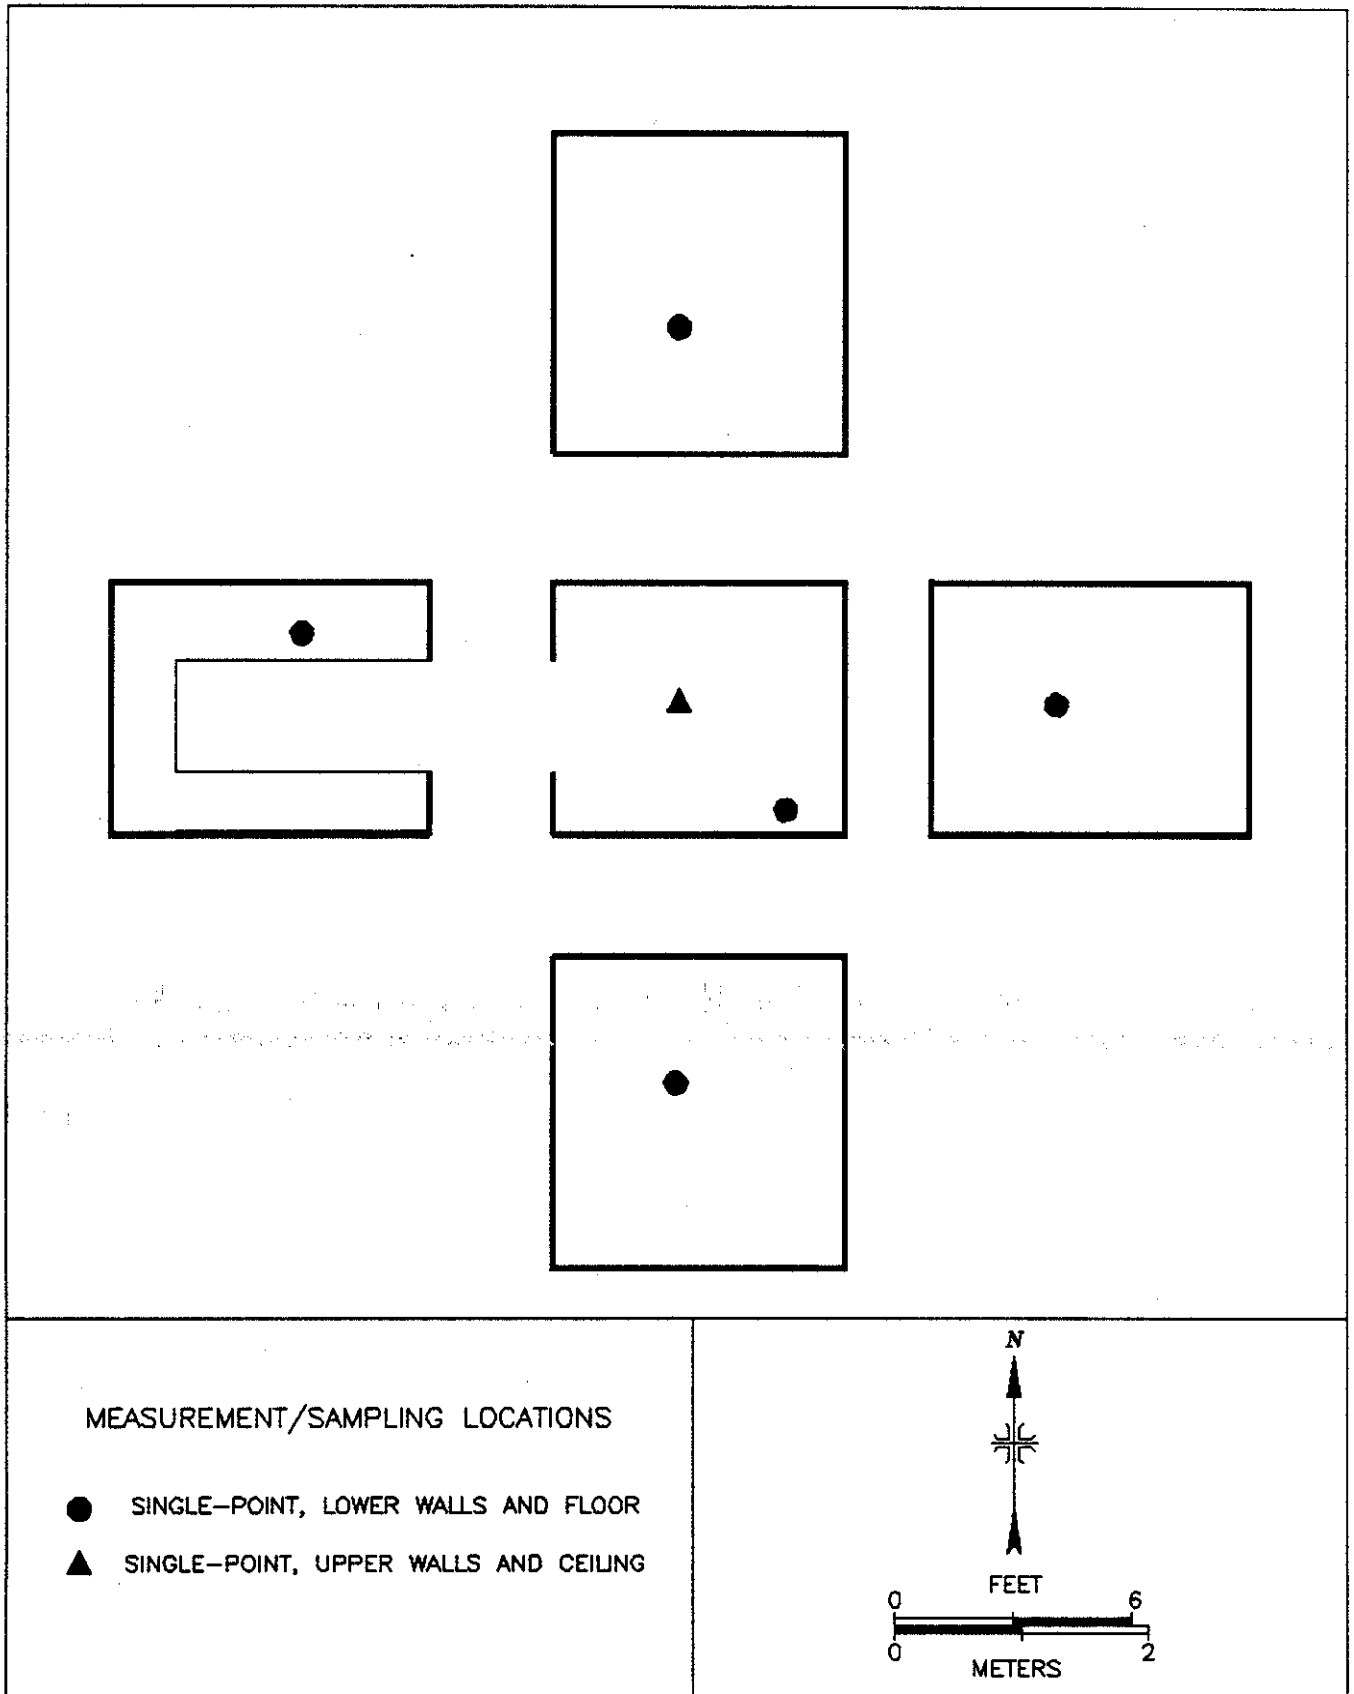 MEASUREMENT/SAMPLING LOCATIONS
SINGLE-POINT, LOWER WALLS AND FLOOR
SINGLE-POINT, UPPER WALLS AND CEILING
N
FEET
0 6
0 2
METERS